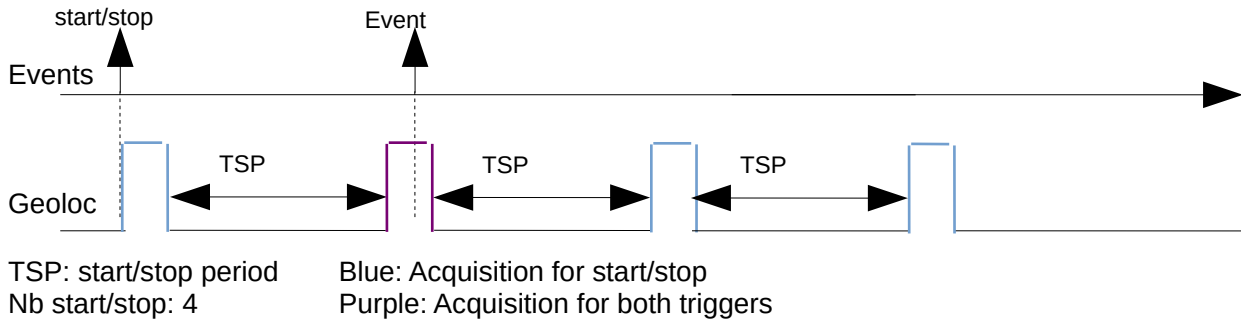 start/stop
Event
Events
TSP
TSP
TSP
Geoloc
TSP: start/stop period
Blue: Acquisition for start/stop
Nb start/stop: 4
Purple: Acquisition for both triggers